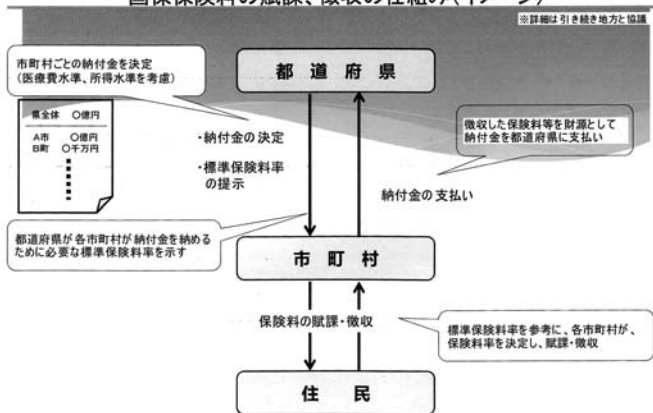 国保保険料の賦課、徴収の仕組み(イメージ)
※詳細は引き続き地方と協議
市町村ごとの納付金を決定
(医療費水準、所得水準を考慮)
都 道 府 県
県全体 〇億円
A市 〇億円
B町 〇千万円
・納付金の決定
・標準保険料率
の提示
徴収した保険料等を財源として
納付金を都道府県に支払い
納付金の支払い
都道府県が各市町村が納付金を納める
ために必要な標準保険料率を示す
市 町 村
保険料の賦課・徴収
標準保険料率を参考に、各市町村が、
保険料率を決定し、賦課・徴収
住 民